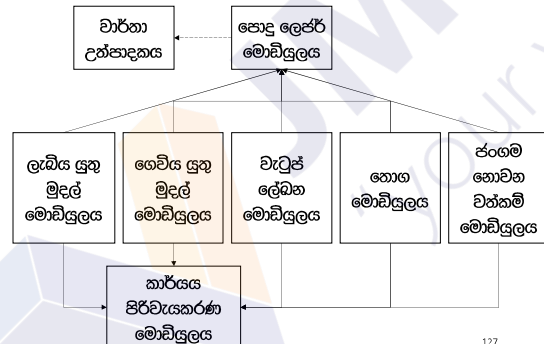 වාර්තා
උත්පාදකය
පොදු ලෙජර්
මොඩියුලය
ලැබිය යුතු
මුදල්
මොඩියුලය
ගෙවිය යුතු
මුදල්
මොඩියුලය
වැටුප්
ලේඛන
මොඩියුලය
තොග
මොඩියුලය
ජංගම
නොවන
වත්කම්
මොඩියුලය
කාර්යය
පිරිවැයකරණ
මොඩියුලය
127